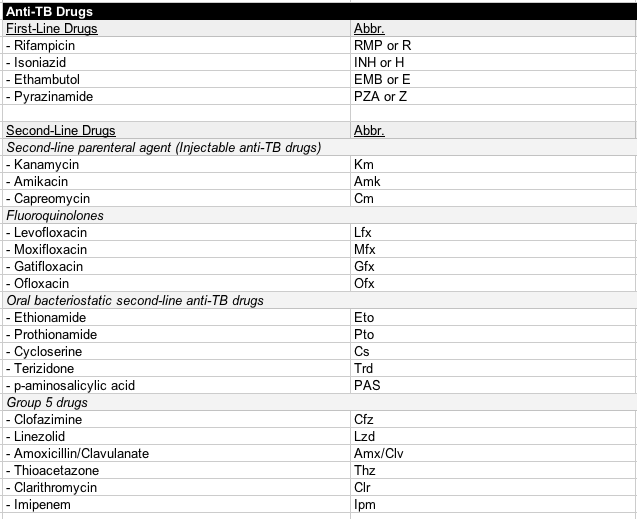 Anti-TB Drugs
First-Line Drugs Abbr.
- Rifampicin RMP or R
- Isoniazid INH or H
- Ethambutol EMB or E
- Pyrazinamide PZA or Z
Second-Line Drugs Abbr.
Second-line parenteral agent (Injectable anti-TB drugs)
- Kanamycin Km
- Amikacin Amk
- Capreomycin Cm
Fluoroquinolones
- Levofloxacin Lfx
- Moxifloxacin Mfx
- Gatifloxacin Gfx
- Ofloxacin Ofx
Oral bacteriostatic second-line anti-TB drugs
- Ethionamide Eto
- Prothionamide Pto
- Cycloserine Cs
- Terizidone Trd
- p-aminosalicylic acid PAS
Group 5 drugs
- Clofazimine Cfz
- Linezolid Lzd
- Amoxicillin/Clavulanate Amx/Clv
- Thioacetazone Thz
- Clarithromycin Clr
- Imipenem Ipm